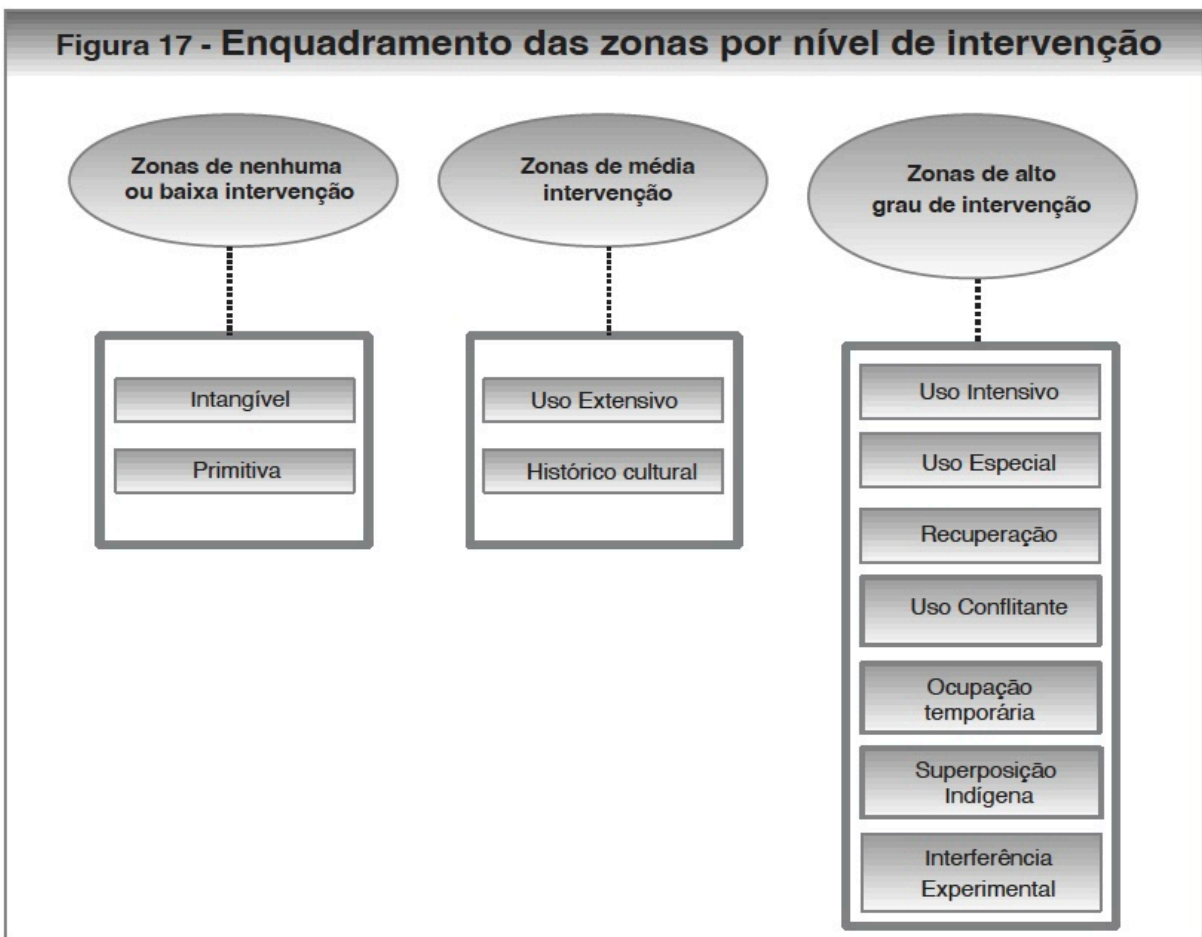 Figura 17 - Enquadramento das zonas por nível de intervenção
Zonas de nenhuma
ou baixa intervenção
Intangível
Primitiva
Zonas de média
intervenção
Uso Extensivo
Histórico cultural
Zonas de alto
grau de intervenção
Uso Intensivo
Uso Especial
Recuperação
Uso Conflitante
Ocupação
temporária
Superposição
Indígena
Interferência
Experimental